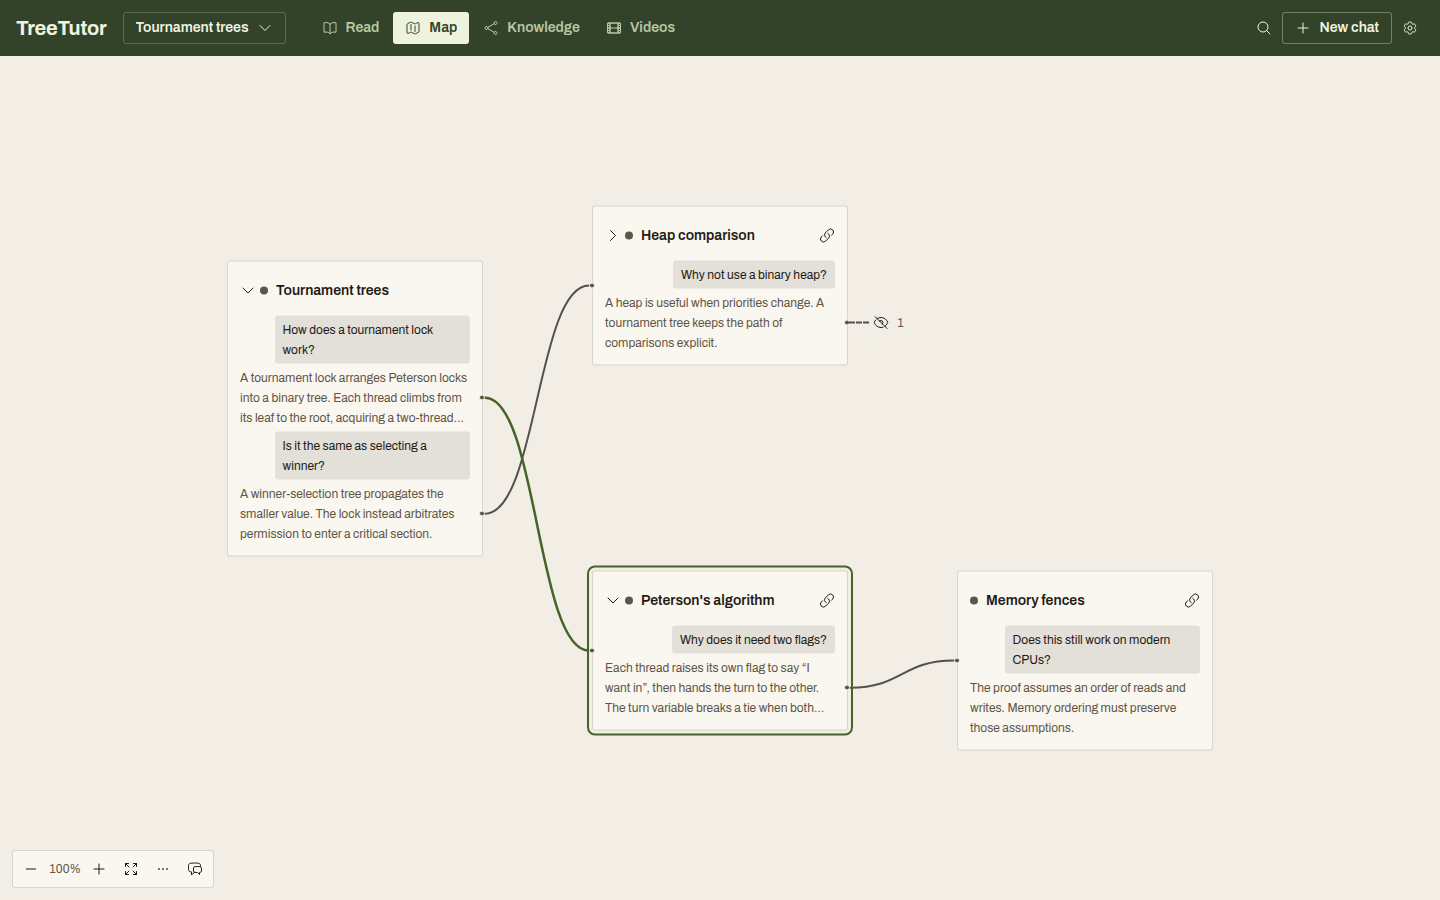 TreeTutor
Tournament trees
Read
Map
Knowledge
Videos
New chat
Tournament trees
How does a tournament lock
work?
A tournament lock arranges Peterson locks
into a binary tree. Each thread climbs from
its leaf to the root, acquiring a two-thread...
Is it the same as selecting a
winner?
A winner-selection tree propagates the
smaller value. The lock instead arbitrates
permission to enter a critical section.
Heap comparison
Why not use a binary heap?
A heap is useful when priorities change. A
tournament tree keeps the path of
comparisons explicit.
1
Peterson's algorithm
Why does it need two flags?
Each thread raises its own flag to say “I
want in”, then hands the turn to the other.
The turn variable breaks a tie when both...
Memory fences
Does this still work on modern
CPUs?
The proof assumes an order of reads and
writes. Memory ordering must preserve
those assumptions.
100%